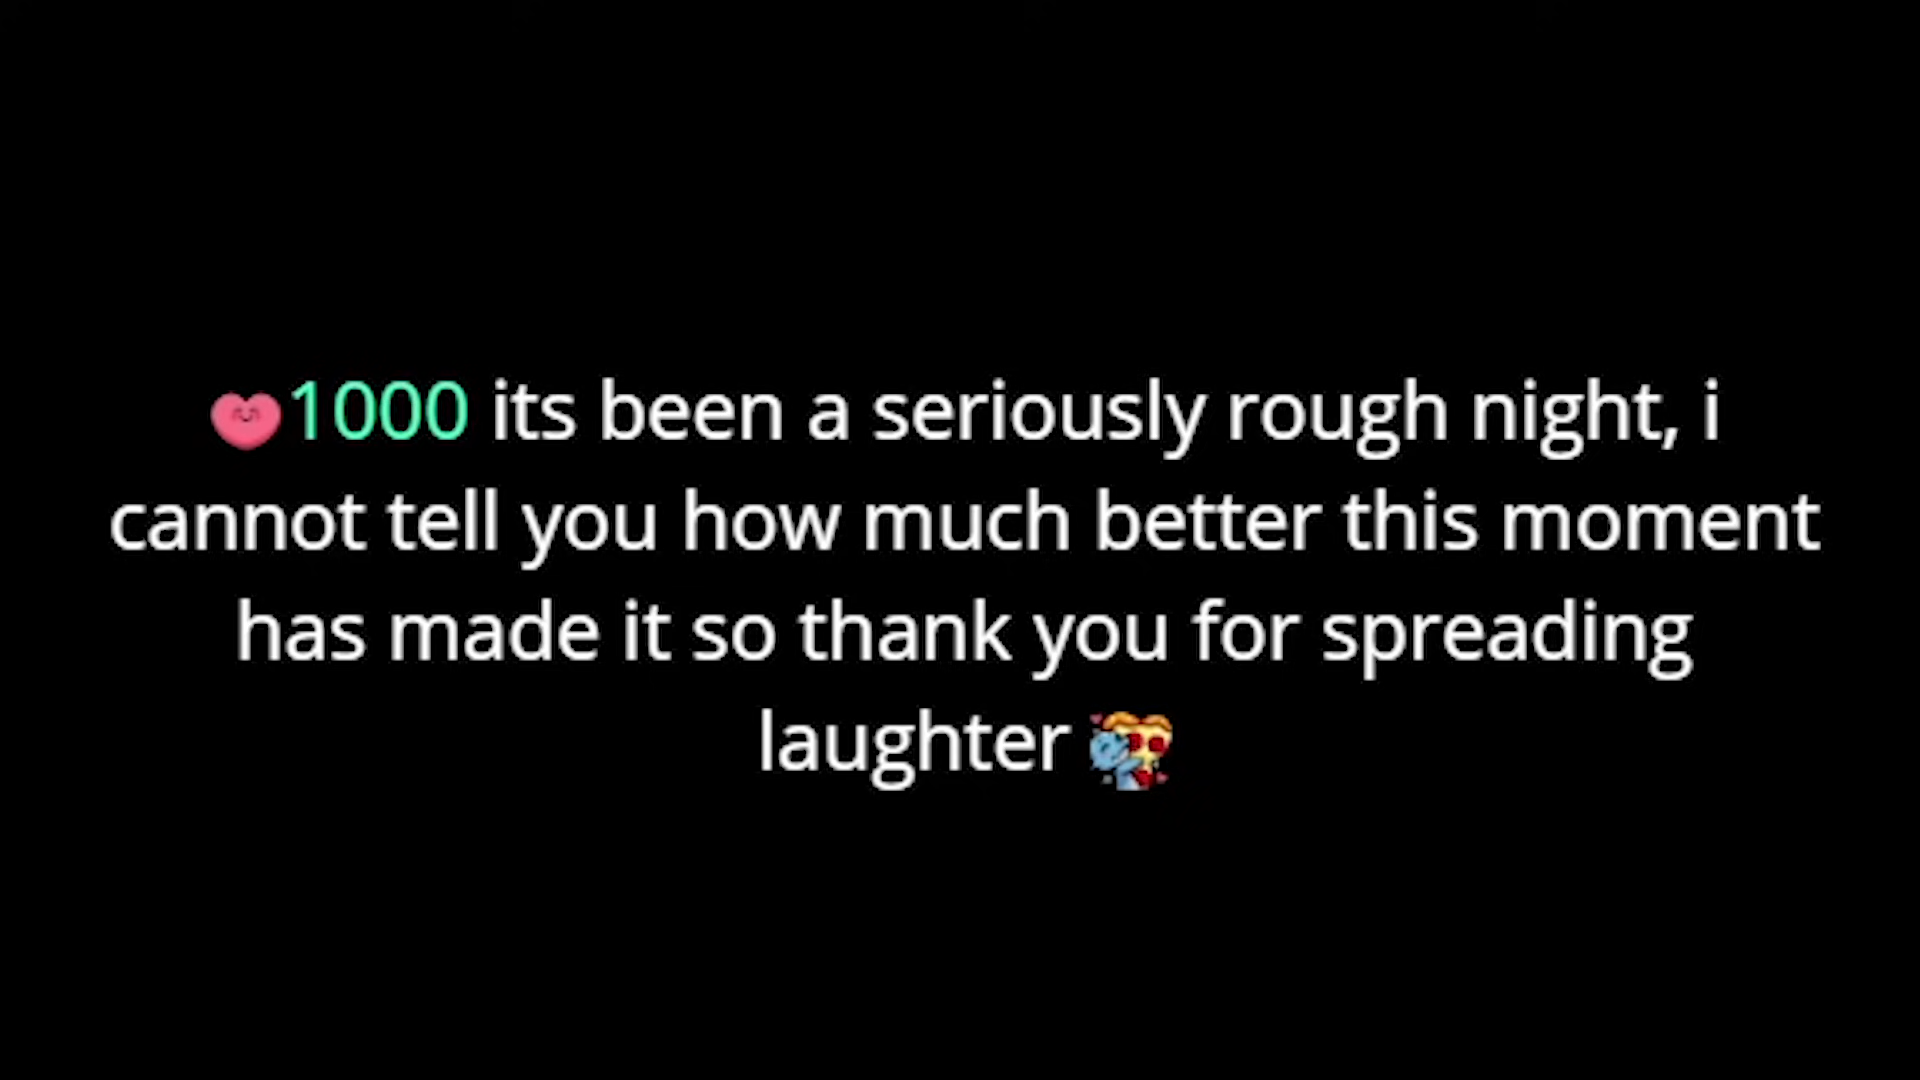 1000 its been a seriously rough night, i
cannot tell you how much better this moment
has made it so thank you for spreading
laughter